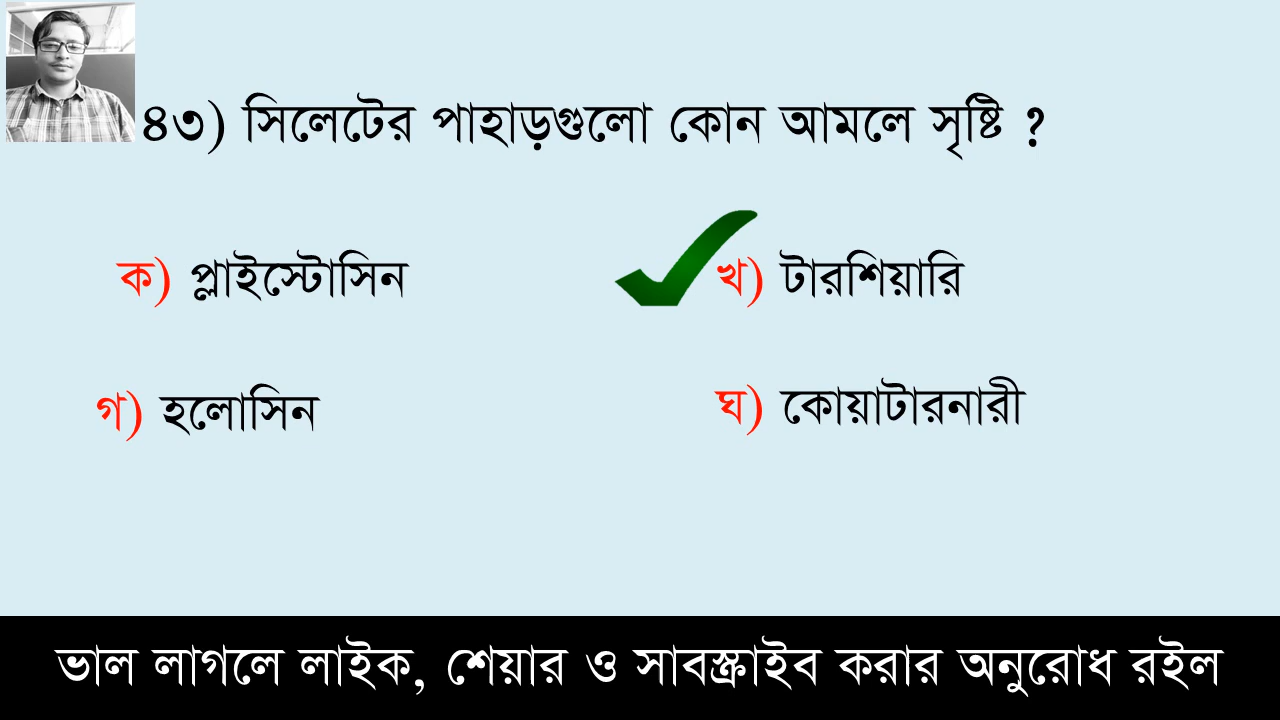 ৪৩) সিলেটের পাহাড়গুলো কোন আমলে সৃষ্টি ?
ক) প্লাইস্টোসিন
খ) টারশিয়ারি
গ) হলোসিন
ঘ) কোয়াটারনারী
ভাল লাগলে লাইক, শেয়ার ও সাবস্ক্রাইব করার অনুরোধ রইল